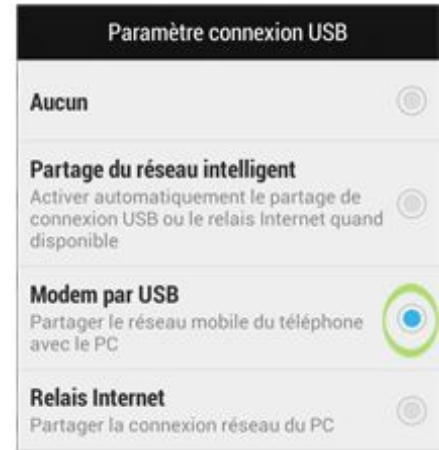 Paramètre connexion USB
Aucun
Partage du réseau intelligent
Activer automatiquement le partage de
connexion USB ou le relais Internet quand
disponible
Modem par USB
Partager le réseau mobile du téléphone
avec le PC
Relais Internet
Partager la connexion réseau du PC